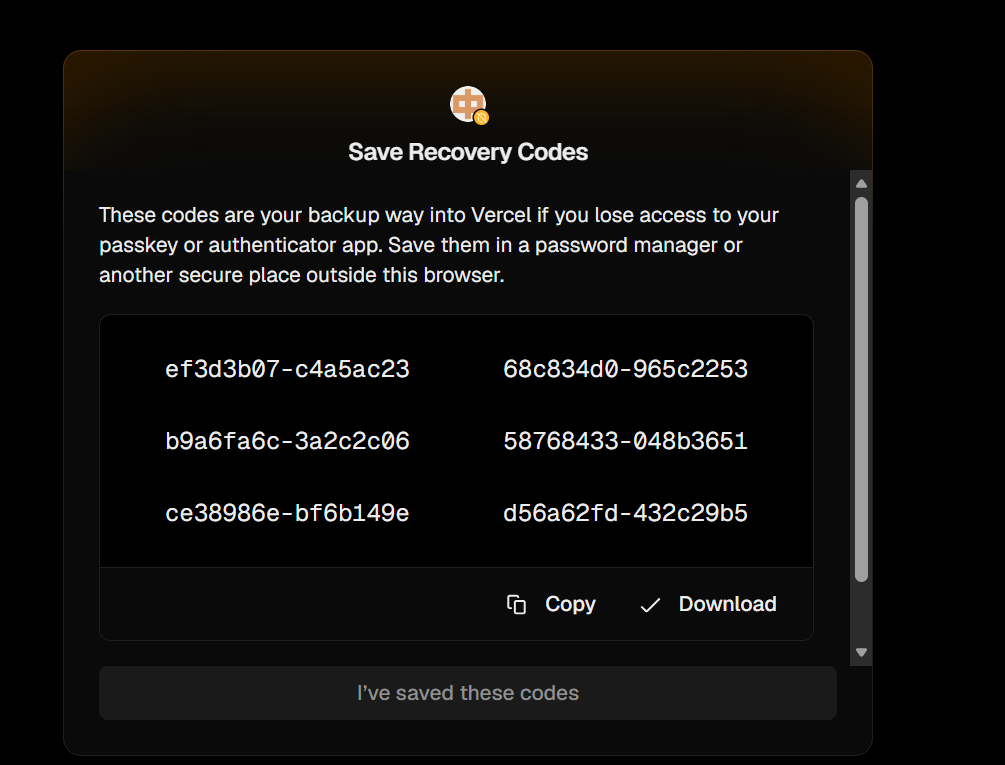 Save Recovery Codes
These codes are your backup way into Vercel if you lose access to your
passkey or authenticator app. Save them in a password manager or
another secure place outside this browser.
ef3d3b07-c4a5ac23 68c834d0-965c2253
b9a6fa6c-3a2c2c06 58768433-048b3651
ce38986e-bf6b149e d56a62fd-432c29b5
Copy Download
I've saved these codes